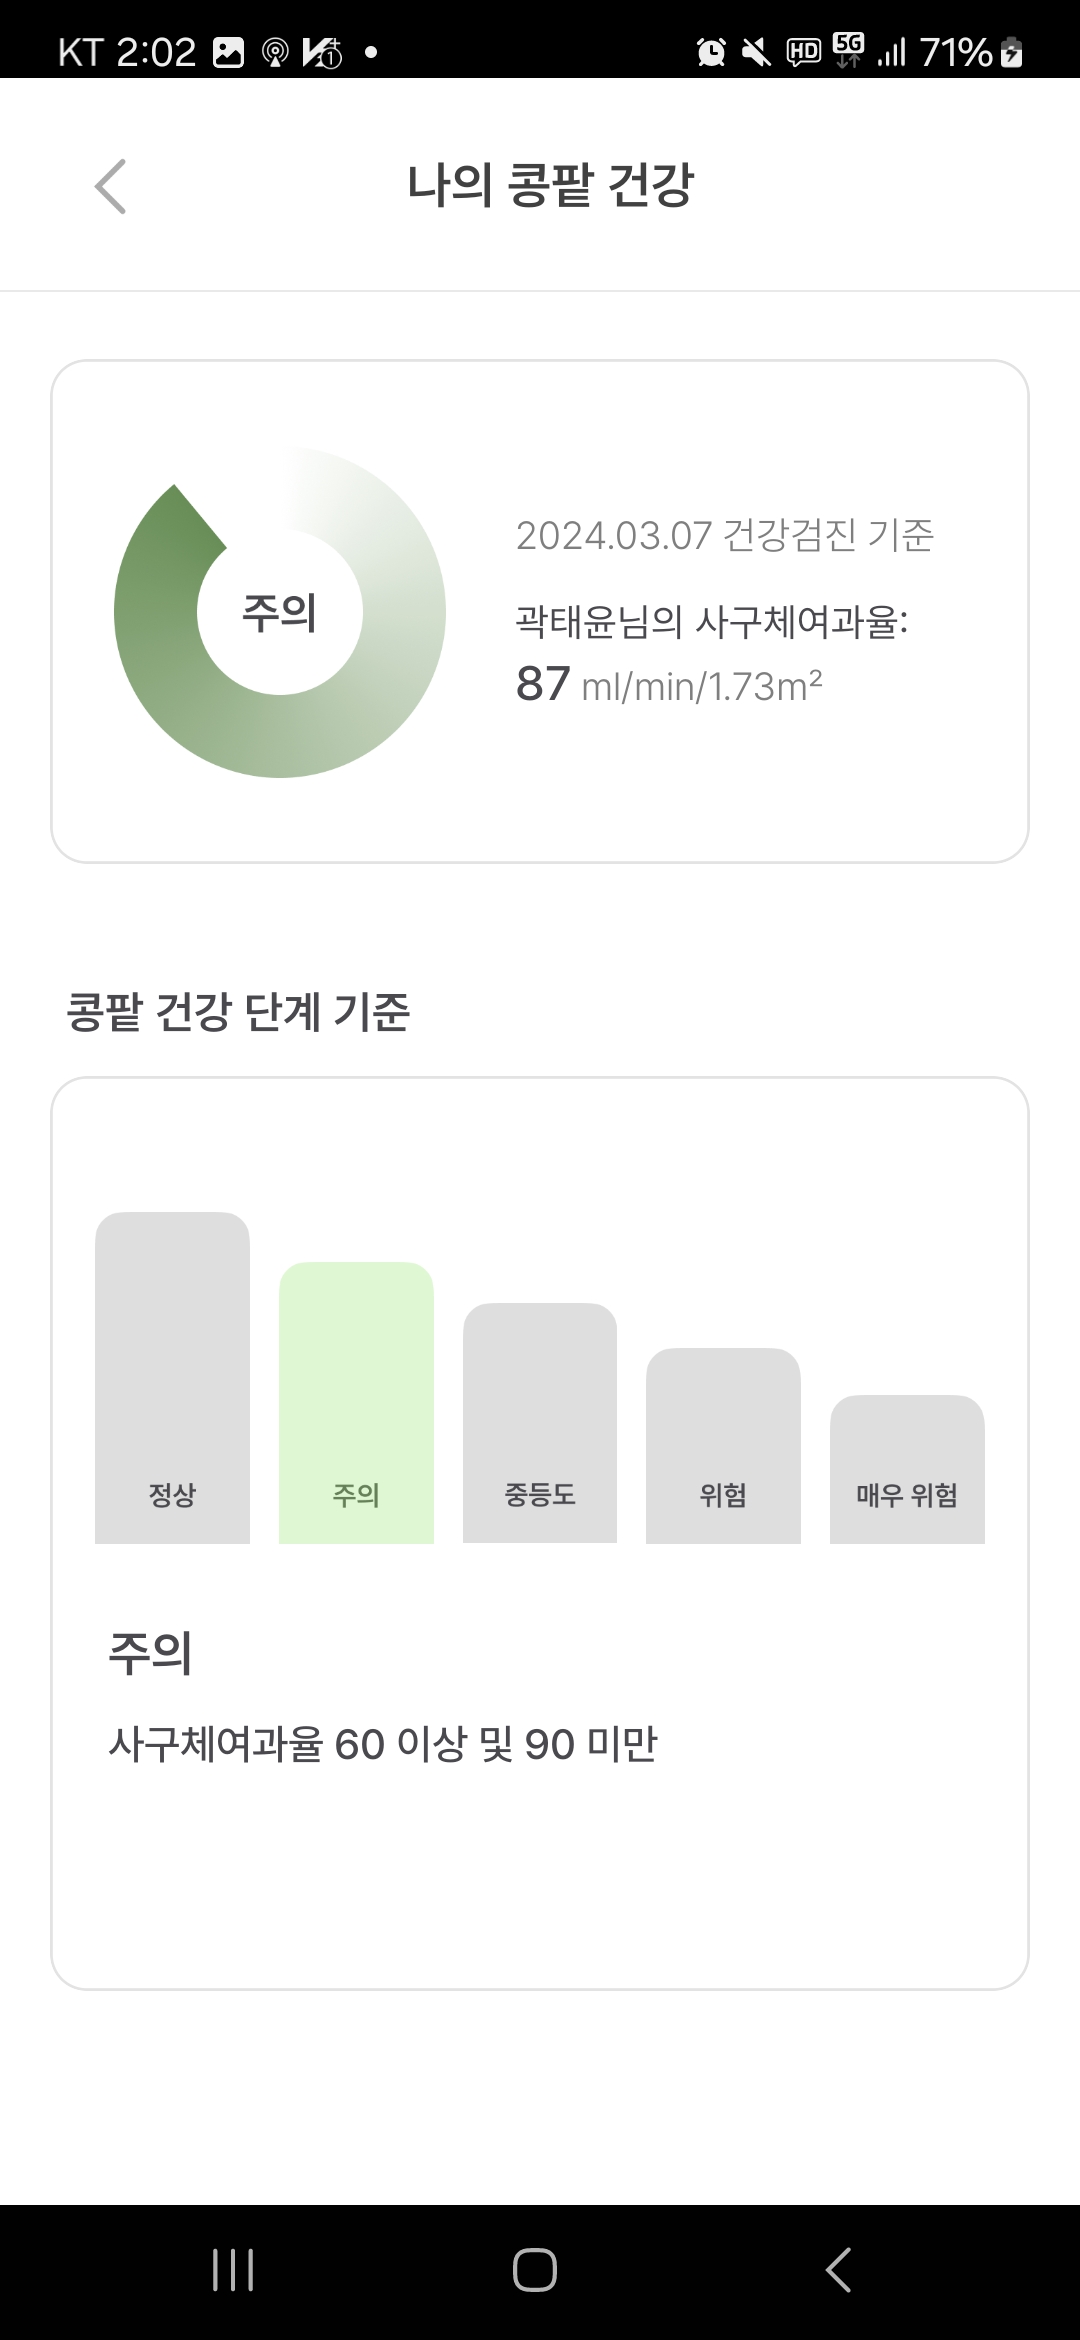 KT 2:02
HD 5G 71%
나의 콩팥 건강
주의
2024.03.07 건강검진 기준
곽태윤님의 사구체여과율:
87 ml/min/1.73m²
콩팥 건강 단계 기준
정상 주의 중등도 위험 매우 위험
주의
사구체여과율 60 이상 및 90 미만